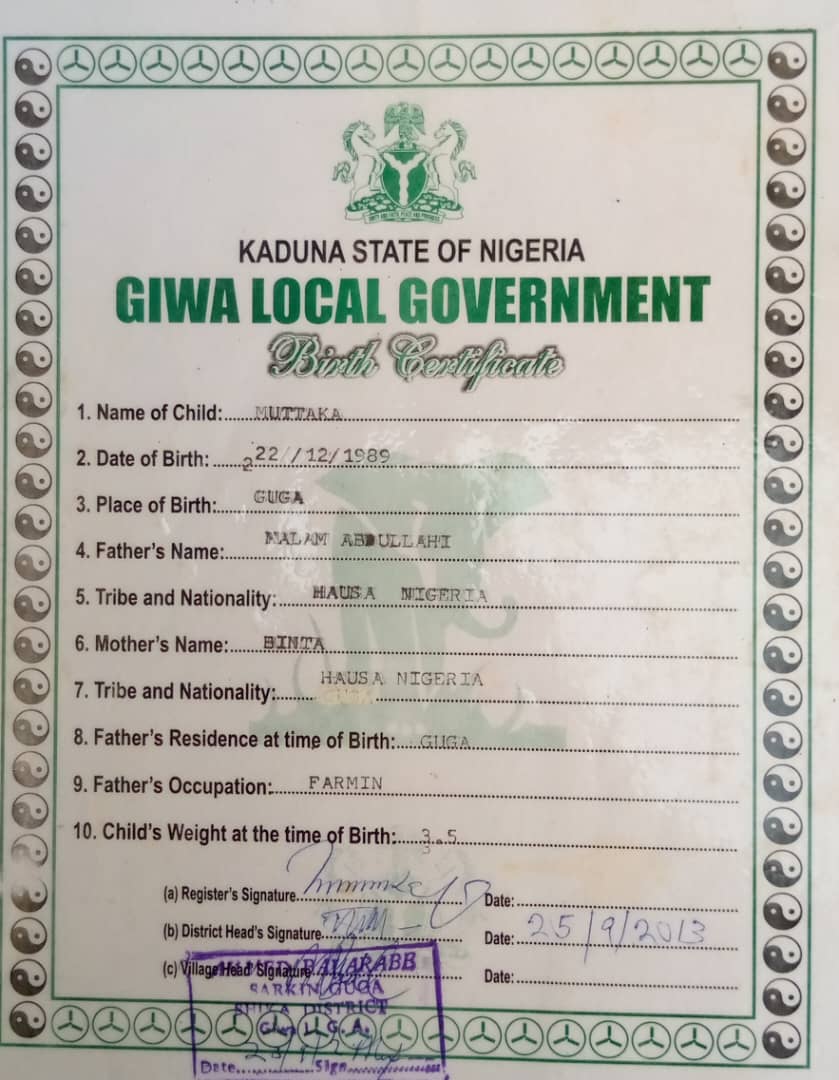 KADUNA STATE OF NIGERIA
GIWA LOCAL GOVERNMENT
Birth Certificate
1. Name of Child:......MUTTAKA
2. Date of Birth: ......22//12/1989
3. Place of Birth:......GUGA
4. Father's Name:......MALAM ABDULLAHI
5. Tribe and Nationality:......HAUSA NIGERIA
6. Mother's Name:......BINTA
7. Tribe and Nationality:......HAUSA NIGERIA
8. Father's Residence at time of Birth:......GUGA
9. Father's Occupation:......FARMIN
10. Child's Weight at the time of Birth:......3.5
(a) Register's Signature Date:
(b) District Head's Signature Date: 25/9/2013
(c) Village Head Signature Date:
SARKIN GUGA
DISTRICT
L.G.A.
Date Sign